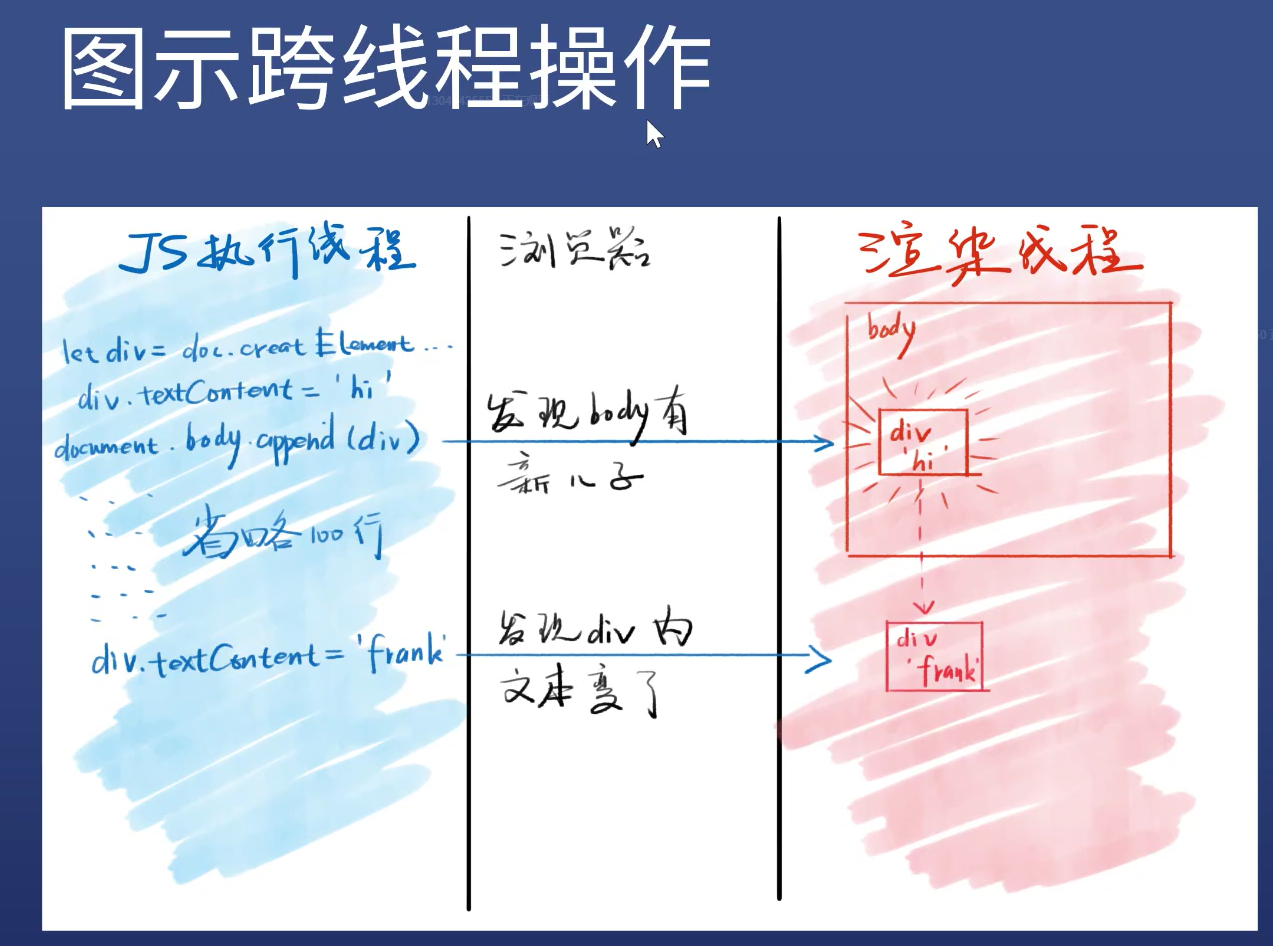 图示跨线程操作
JS执行线程
let div = doc.creatElement...
div.textContent = 'hi'
document.body.append(div)
省略100行
div.textContent = 'frank'
浏览器
发现body有
新儿子
发现div内
文本变了
渲染线程
body
div
'hi'
div
'frank'